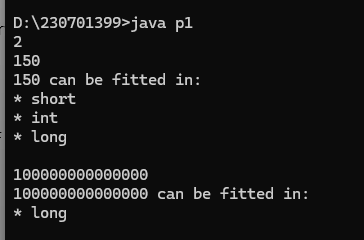 D:\230701399>java p1
2
150
150 can be fitted in:
* short
* int
* long
100000000000000
100000000000000 can be fitted in:
* long